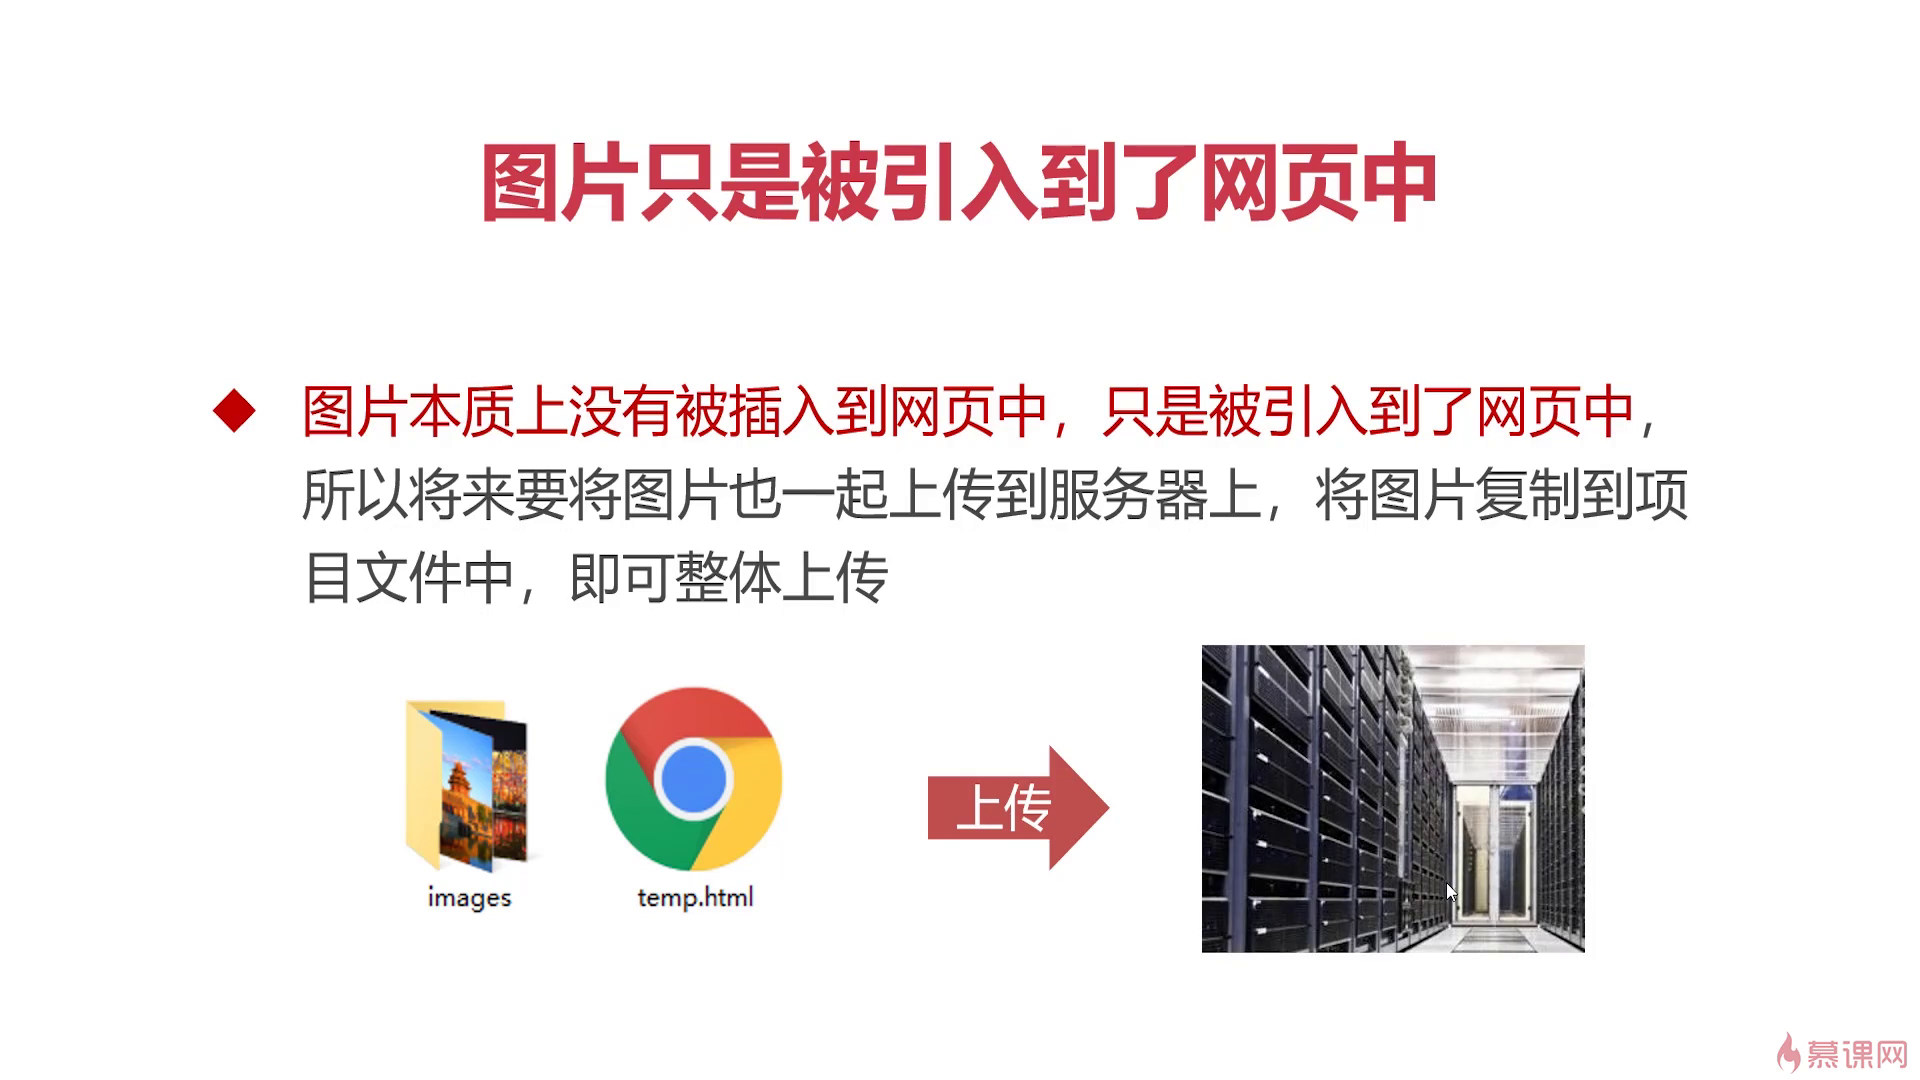 图片只是被引入到了网页中
图片本质上没有被插入到网页中，只是被引入到了网页中，
所以将来要将图片也一起上传到服务器上，将图片复制到项
目文件中，即可整体上传
上传
images
temp.html
慕课网